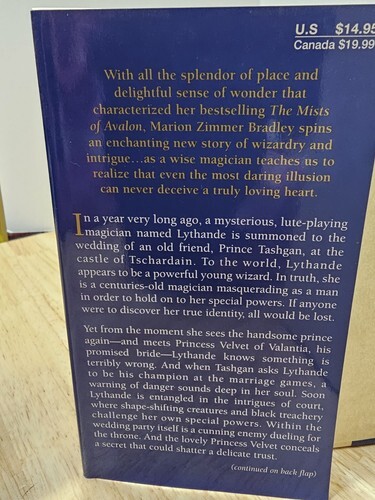 U.S $14.95
Canada $19.99
With all the splendor of place and
delightful sense of wonder that
characterized her bestselling The Mists
of Avalon, Marion Zimmer Bradley spins
an enchanting new story of wizardry and
intrigue...as a wise magician teaches us to
realize that even the most daring illusion
can never deceive a truly loving heart.
In a year very long ago, a mysterious, lute-playing
magician named Lythande is summoned to the
wedding of an old friend, Prince Tashgan, at the
castle of Tschardain. To the world, Lythande
appears to be a powerful young wizard. In truth, she
is a centuries-old magician masquerading as a man
in order to hold on to her special powers. If anyone
were to discover her true identity, all would be lost.
Yet from the moment she sees the handsome prince
again—and meets Princess Velvet of Valantia, his
promised bride—Lythande knows something is
terribly wrong. And when Tashgan asks Lythande
to be his champion at the marriage games, a
warning of danger sounds deep in her soul. Soon
Lythande is entangled in the intrigues of court,
where shape-shifting creatures and black treachery
challenge her own special powers. Within the
wedding party itself is a cunning enemy dueling for
the throne. And the lovely Princess Velvet conceals
a secret that could shatter a delicate trust.
(continued on back flap)